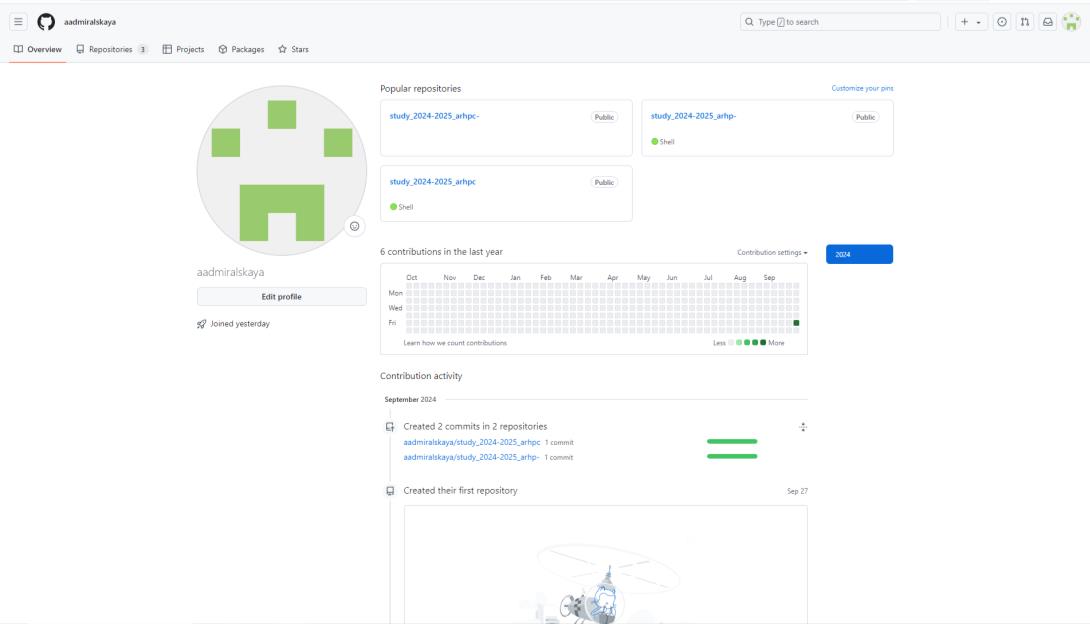 aadmiralskaya
Type / to search
Overview Repositories 3 Projects Packages Stars
Popular repositories Customize your pins
study_2024-2025_arhpc- Public
study_2024-2025_arhp- Public
Shell
study_2024-2025_arhpc Public
Shell
6 contributions in the last year Contribution settings 2024
Oct Nov Dec Jan Feb Mar Apr May Jun Jul Aug Sep
Mon
Wed
Fri
Learn how we count contributions Less More
aadmiralskaya
Edit profile
Joined yesterday
Contribution activity
September 2024
Created 2 commits in 2 repositories
aadmiralskaya/study_2024-2025_arhpc 1 commit
aadmiralskaya/study_2024-2025_arhp- 1 commit
Created their first repository Sep 27